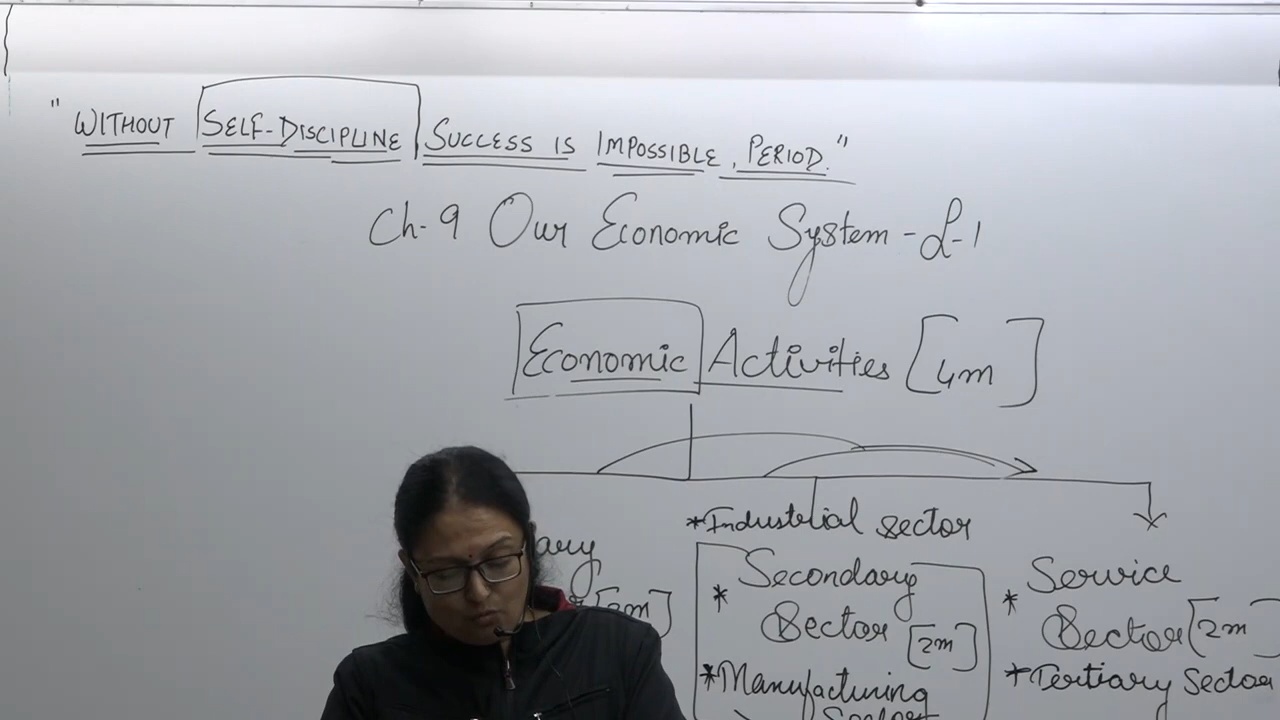 "WITHOUT SELF-DISCIPLINE SUCCESS IS IMPOSSIBLE, PERIOD."
Ch-9 Our Economic System - L-1
Economic Activities [4m]
*Industrial sector
* Secondary Sector [2m]
*Manufacturing Sector
* Service Sector [2m]
*Tertiary Sector